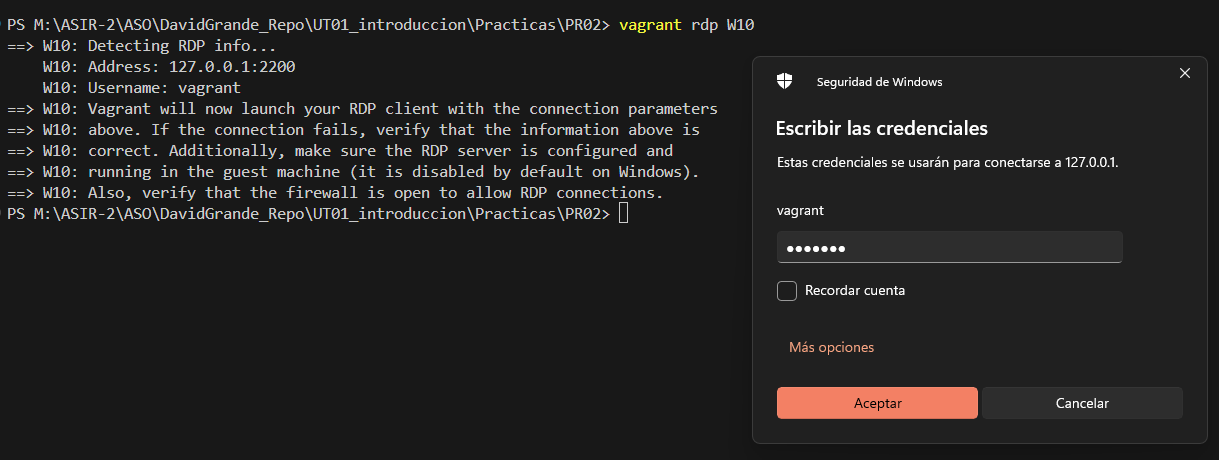 PS M:\ASIR-2\ASO\DavidGrande_Repo\UT01_introduccion\Practicas\PR02> vagrant rdp W10
==> W10: Detecting RDP info...
    W10: Address: 127.0.0.1:2200
    W10: Username: vagrant
==> W10: Vagrant will now launch your RDP client with the connection parameters
==> W10: above. If the connection fails, verify that the information above is
==> W10: correct. Additionally, make sure the RDP server is configured and
==> W10: running in the guest machine (it is disabled by default on Windows).
==> W10: Also, verify that the firewall is open to allow RDP connections.
PS M:\ASIR-2\ASO\DavidGrande_Repo\UT01_introduccion\Practicas\PR02>
Seguridad de Windows
Escribir las credenciales
Estas credenciales se usarán para conectarse a 127.0.0.1.
vagrant
•••••••
Recordar cuenta
Más opciones
Aceptar
Cancelar